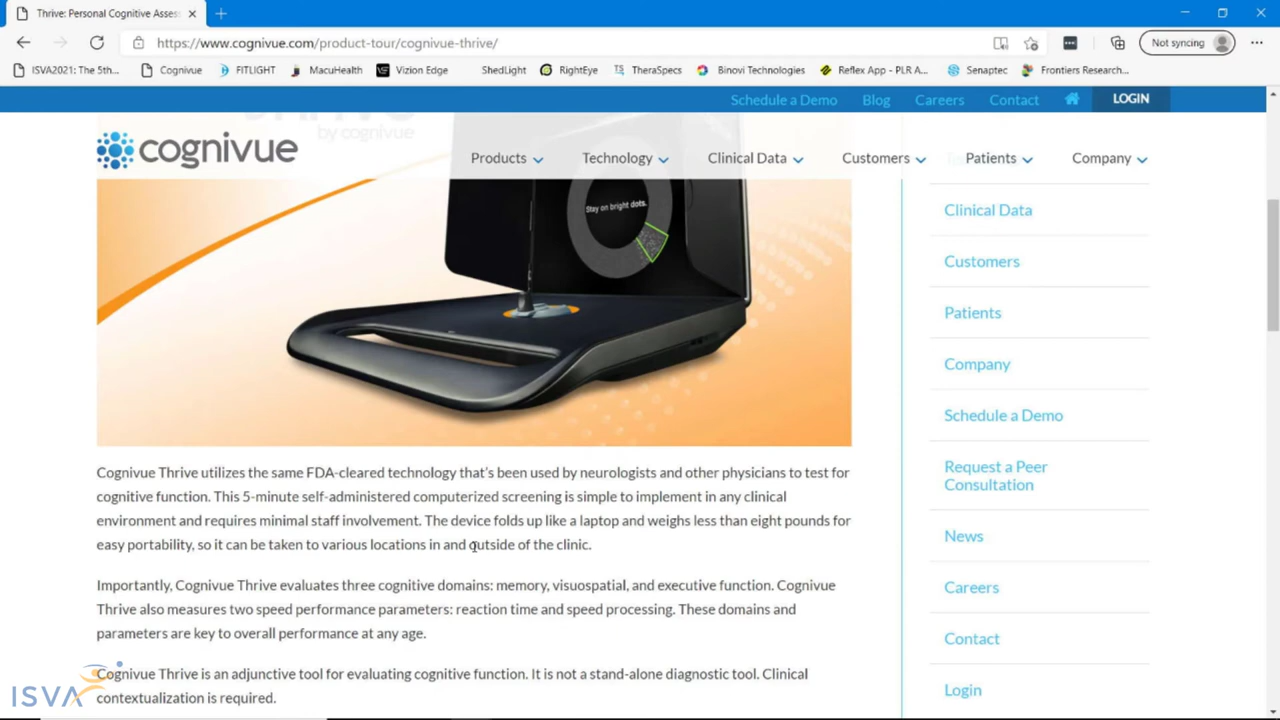 Thrive: Personal Cognitive Asses
https://www.cognivue.com/product-tour/cognivue-thrive/
Not syncing
ISVA2021: The 5th...
Cognivue
FITLIGHT
MacuHealth
Vizion Edge
ShedLight
RightEye
TheraSpecs
Binovi Technologies
Reflex App - PLR A...
Senaptec
Frontiers Research...
Schedule a Demo
Blog
Careers
Contact
LOGIN
by cognivue
cognivue
Products
Technology
Clinical Data
Customers
Patients
Company
Stay on bright dots.
Clinical Data
Customers
Patients
Company
Schedule a Demo
Request a Peer
Consultation
News
Careers
Contact
Login
Cognivue Thrive utilizes the same FDA-cleared technology that's been used by neurologists and other physicians to test for
cognitive function. This 5-minute self-administered computerized screening is simple to implement in any clinical
environment and requires minimal staff involvement. The device folds up like a laptop and weighs less than eight pounds for
easy portability, so it can be taken to various locations in and outside of the clinic.
Importantly, Cognivue Thrive evaluates three cognitive domains: memory, visuospatial, and executive function. Cognivue
Thrive also measures two speed performance parameters: reaction time and speed processing. These domains and
parameters are key to overall performance at any age.
Cognivue Thrive is an adjunctive tool for evaluating cognitive function. It is not a stand-alone diagnostic tool. Clinical
contextualization is required.
ISVA